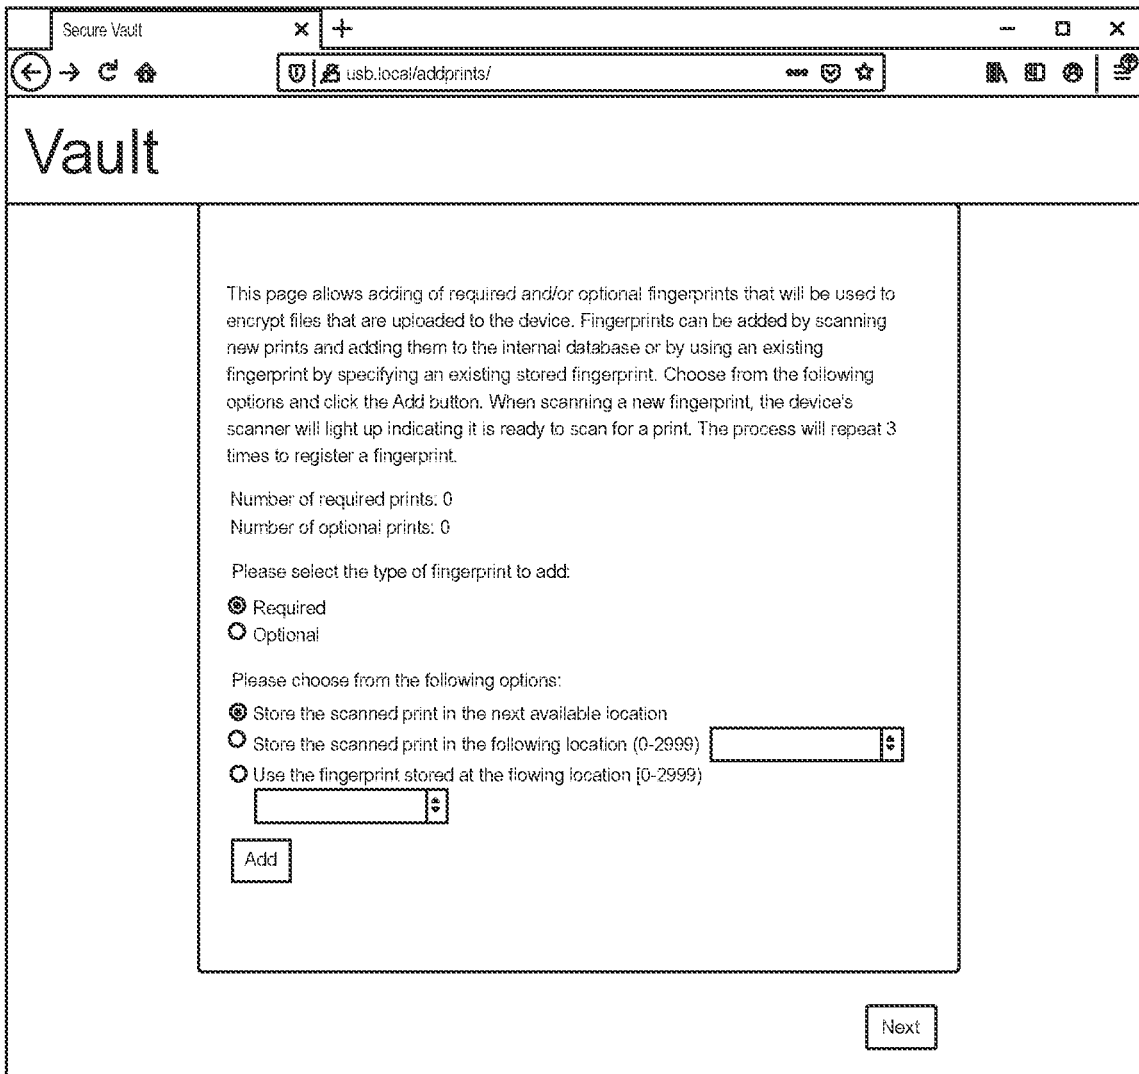 Secure Vault
usb.local/addprints/
Vault
This page allows adding of required and/or optional fingerprints that will be used to
encrypt files that are uploaded to the device. Fingerprints can be added by scanning
new prints and adding them to the internal database or by using an existing
fingerprint by specifying an existing stored fingerprint. Choose from the following
options and click the Add button. When scanning a new fingerprint, the device's
scanner will light up indicating it is ready to scan for a print. The process will repeat 3
times to register a fingerprint.
Number of required prints: 0
Number of optional prints: 0
Please select the type of fingerprint to add:
Required
Optional
Please choose from the following options:
Store the scanned print in the next available location
Store the scanned print in the following location (0-2999)
Use the fingerprint stored at the flowing location [0-2999)
Add
Next